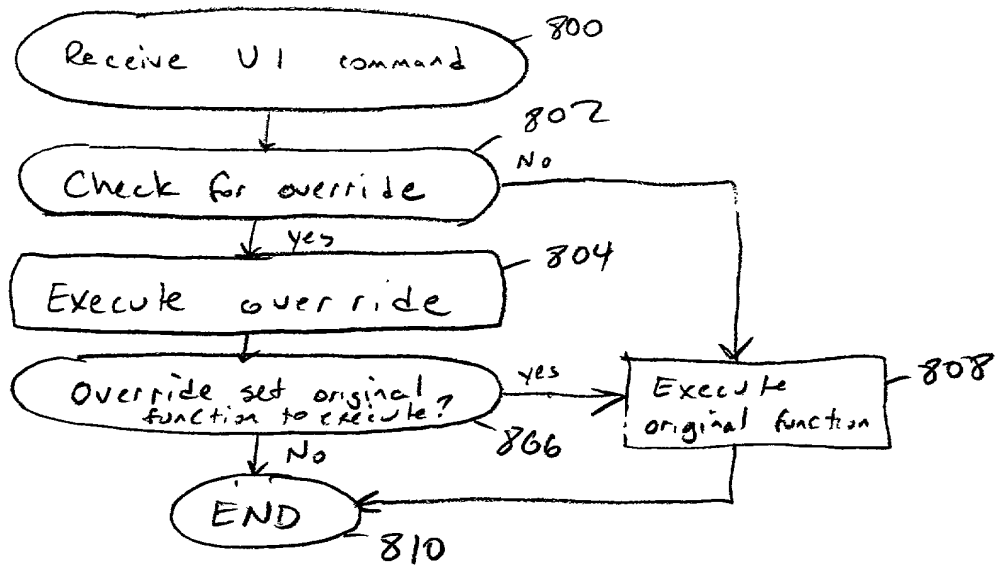 Receive UI command
800
802
Check for override
No
yes
804
Execute override
Override set original
function to execute?
yes
806
Execute
original function
808
No
END
810